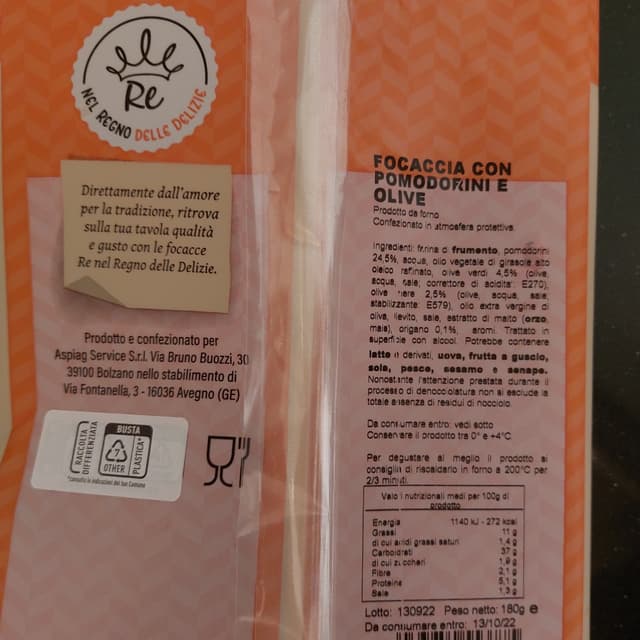 Re
NEL REGNO DELLE DELIZIE
Direttamente dall'amore
per la tradizione, ritrova
sulla tua tavola qualità
e gusto con le focacce
Re nel Regno delle Delizie.
Prodotto e confezionato per
Aspiag Service S.r.l. Via Bruno Buozzi, 30
39100 Bolzano nello stabilimento di
Via Fontanella, 3 - 16036 Avegno (GE)
RACCOLTA
DIFFERENZIATA
BUSTA
7
OTHER
PLASTICA*
*consulta le indicazioni del tuo Comune
FOCACCIA CON
POMODORINI E
OLIVE
Prodotto da forno
Confezionato in atmosfera protettiva.
Ingredienti: farina di frumento, pomodorini
24,5%, acqua, olio vegetale di girasole alto
oleico raffinato, olive verdi 4,5% (olive,
acqua, sale, correttore di acidita': E270),
olive nere 2,5% (olive, acqua, sale,
stabilizzante: E579), olio extra vergine di
oliva, lievito, sale, estratto di malto (orzo,
mais), origano 0,1%, aromi. Trattato in
superficie con alcool. Potrebbe contenere
latte e derivati, uova, frutta a guscio,
soia, pesce, sesamo e senape.
Nonostante l'attenzione prestata durante il
processo di denocciolatura non si esclude la
totale assenza di residui di nocciolo.
Da consumare entro: vedi sotto
Conservare il prodotto tra 0° e +4°C.
Per degustare al meglio il prodotto si
consiglia di riscaldarlo in forno a 200°C per
2/3 minuti.
Valori nutrizionali medi per 100g di
prodotto
Energia 1140 kJ - 272 kcal
Grassi 11 g
di cui acidi grassi saturi 1,4 g
Carboidrati 37 g
di cui zuccheri 1,9 g
Fibre 2,1 g
Proteine 5,1 g
Sale 1,3 g
Lotto: 130922 Peso netto: 180g e
Da consumare entro: 13/10/22